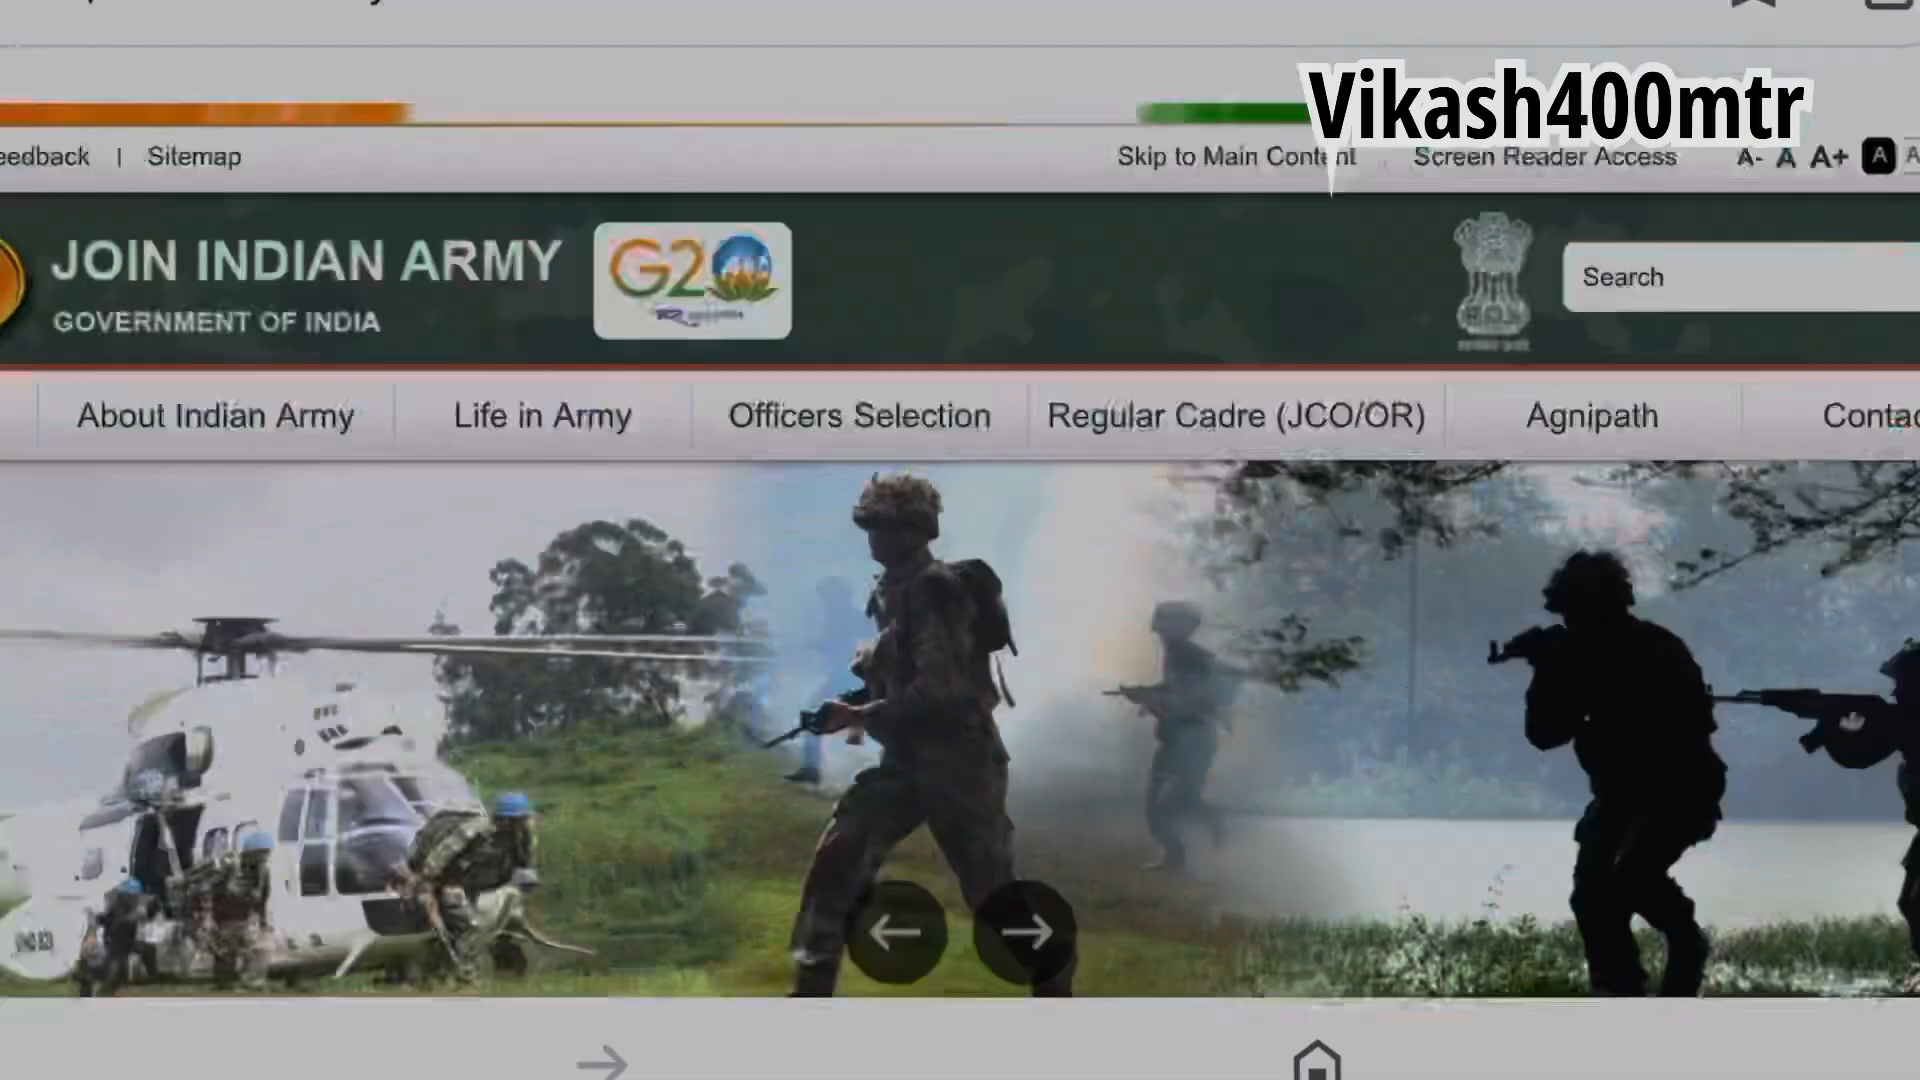 Vikash400mtr
eedback | Sitemap
Skip to Main Content
Screen Reader Access
A- A A+ A A
JOIN INDIAN ARMY
GOVERNMENT OF INDIA
G20
Search
About Indian Army
Life in Army
Officers Selection
Regular Cadre (JCO/OR)
Agnipath
Contac